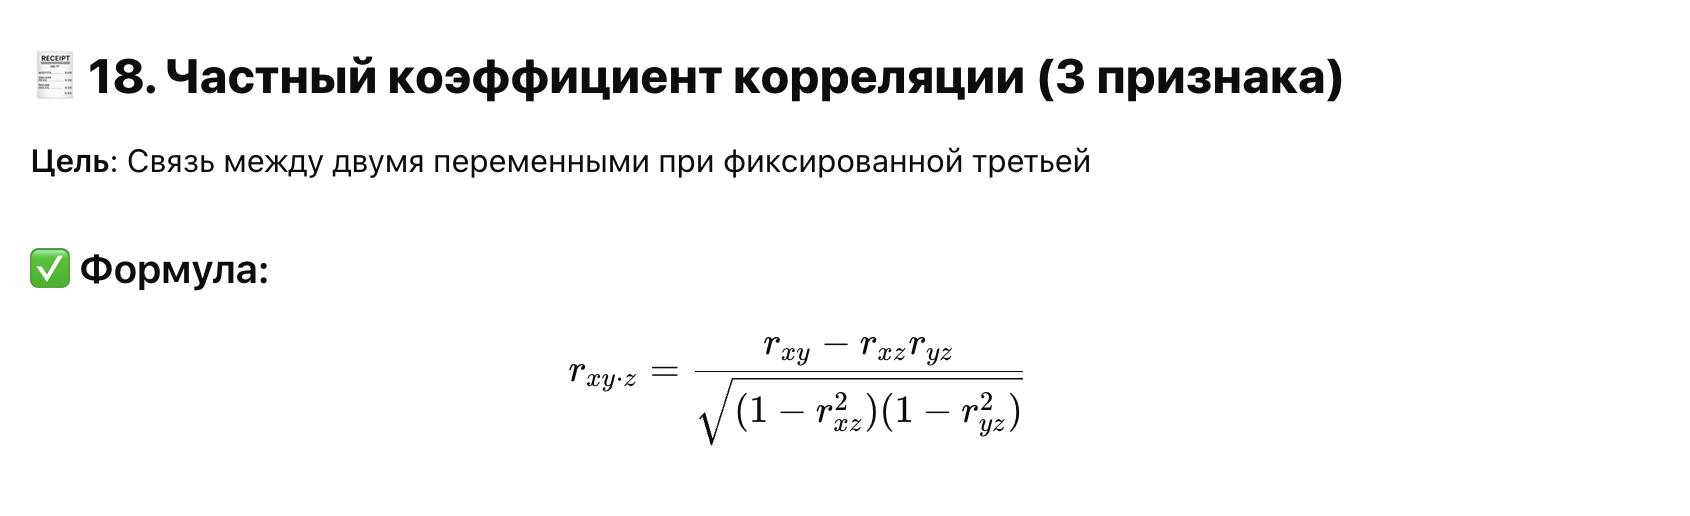 🧾 18. Частный коэффициент корреляции (3 признака)
Цель: Связь между двумя переменными при фиксированной третьей
✅ Формула:
r_{xy·z} = \frac{r_{xy} − r_{xz}r_{yz}}{\sqrt{(1 − r_{xz}^2)(1 − r_{yz}^2)}}